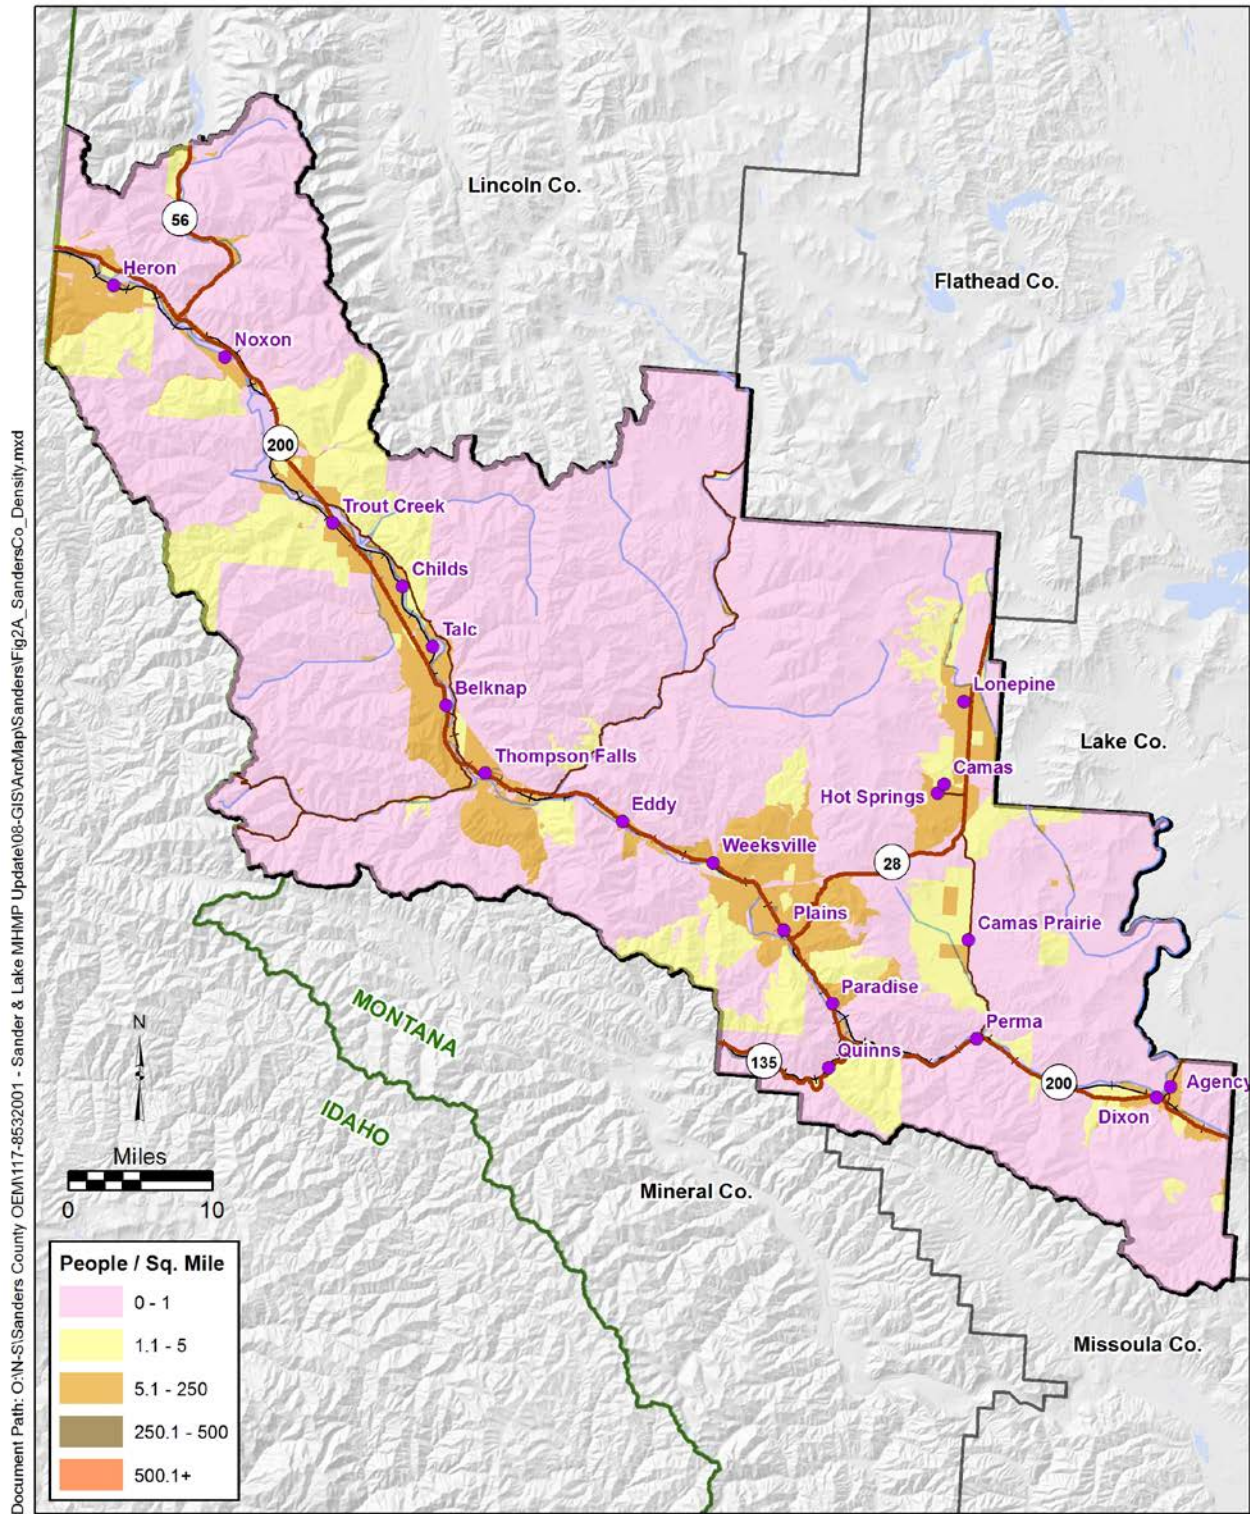 Document Path: O:\N-S\Sanders County OEM\117-8532001 - Sander & Lake MHMP Update\08-GIS\ArcMap\Sanders\Fig2A_SandersCo_Density.mxd
Lincoln Co.
56
Heron
Flathead Co.
Noxon
200
Trout Creek
Childs
Talc
Lonepine
Belknap
Lake Co.
Thompson Falls
Camas
Hot Springs
Eddy
Weeksville
28
Plains
Camas Prairie
Paradise
MONTANA
N
Perma
Quinns
135
200
Agency
Dixon
IDAHO
Miles
0 10
Mineral Co.
People / Sq. Mile
0 - 1
1.1 - 5
5.1 - 250
250.1 - 500
500.1+
Missoula Co.